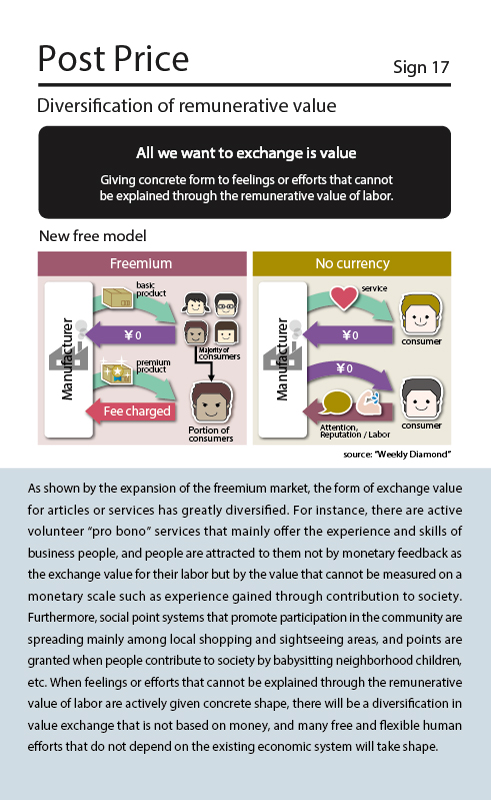 Post Price
Sign 17
Diversification of remunerative value
All we want to exchange is value
Giving concrete form to feelings or efforts that cannot
be explained through the remunerative value of labor.
New free model
Freemium
Manufacturer
basic
product
¥0
Majority of
consumers
premium
product
Fee charged
Portion of
consumers
No currency
Manufacturer
service
¥0
consumer
¥0
Attention,
Reputation / Labor
consumer
source: "Weekly Diamond"
As shown by the expansion of the freemium market, the form of exchange value
for articles or services has greatly diversified. For instance, there are active
volunteer “pro bono” services that mainly offer the experience and skills of
business people, and people are attracted to them not by monetary feedback as
the exchange value for their labor but by the value that cannot be measured on a
monetary scale such as experience gained through contribution to society.
Furthermore, social point systems that promote participation in the community are
spreading mainly among local shopping and sightseeing areas, and points are
granted when people contribute to society by babysitting neighborhood children,
etc. When feelings or efforts that cannot be explained through the remunerative
value of labor are actively given concrete shape, there will be a diversification in
value exchange that is not based on money, and many free and flexible human
efforts that do not depend on the existing economic system will take shape.